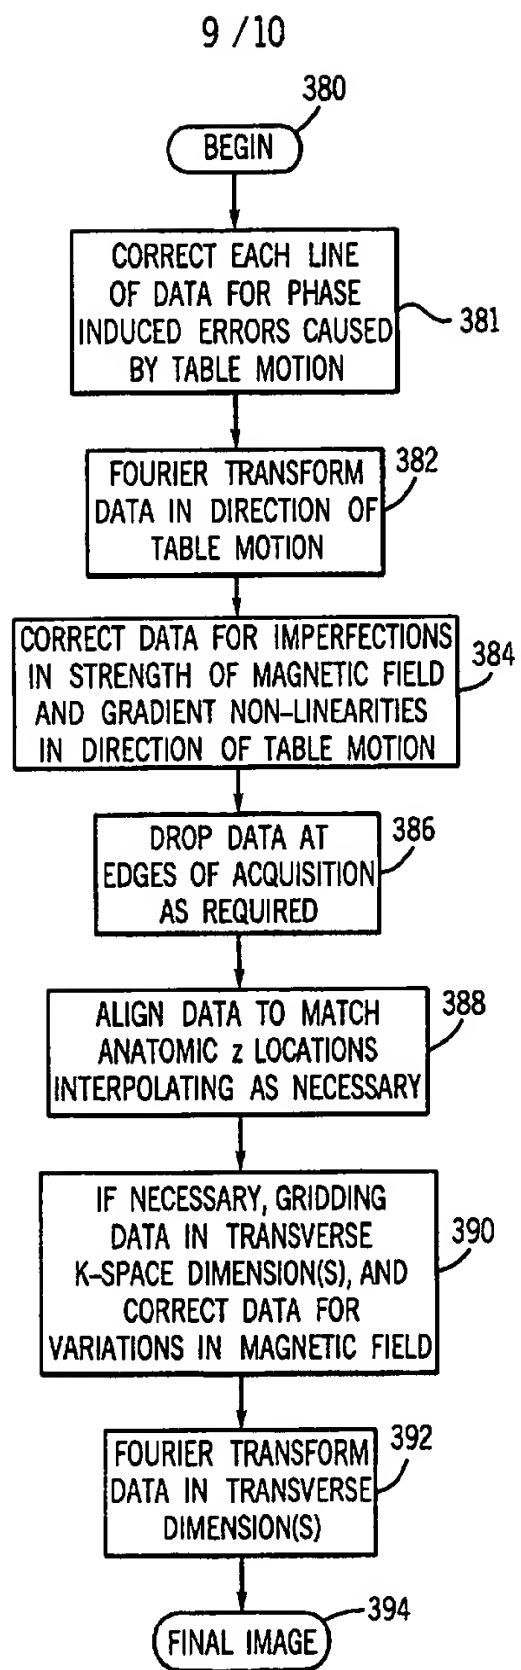 9/10
380
BEGIN
CORRECT EACH LINE
OF DATA FOR PHASE
INDUCED ERRORS CAUSED
BY TABLE MOTION
381
FOURIER TRANSFORM
DATA IN DIRECTION OF
TABLE MOTION
382
CORRECT DATA FOR IMPERFECTIONS
IN STRENGTH OF MAGNETIC FIELD
AND GRADIENT NON-LINEARITIES
IN DIRECTION OF TABLE MOTION
384
DROP DATA AT
EDGES OF ACQUISITION
AS REQUIRED
386
ALIGN DATA TO MATCH
ANATOMIC z LOCATIONS
INTERPOLATING AS NECESSARY
388
IF NECESSARY, GRIDDING
DATA IN TRANSVERSE
K-SPACE DIMENSION(S), AND
CORRECT DATA FOR
VARIATIONS IN MAGNETIC FIELD
390
FOURIER TRANSFORM
DATA IN TRANSVERSE
DIMENSION(S)
392
FINAL IMAGE
394